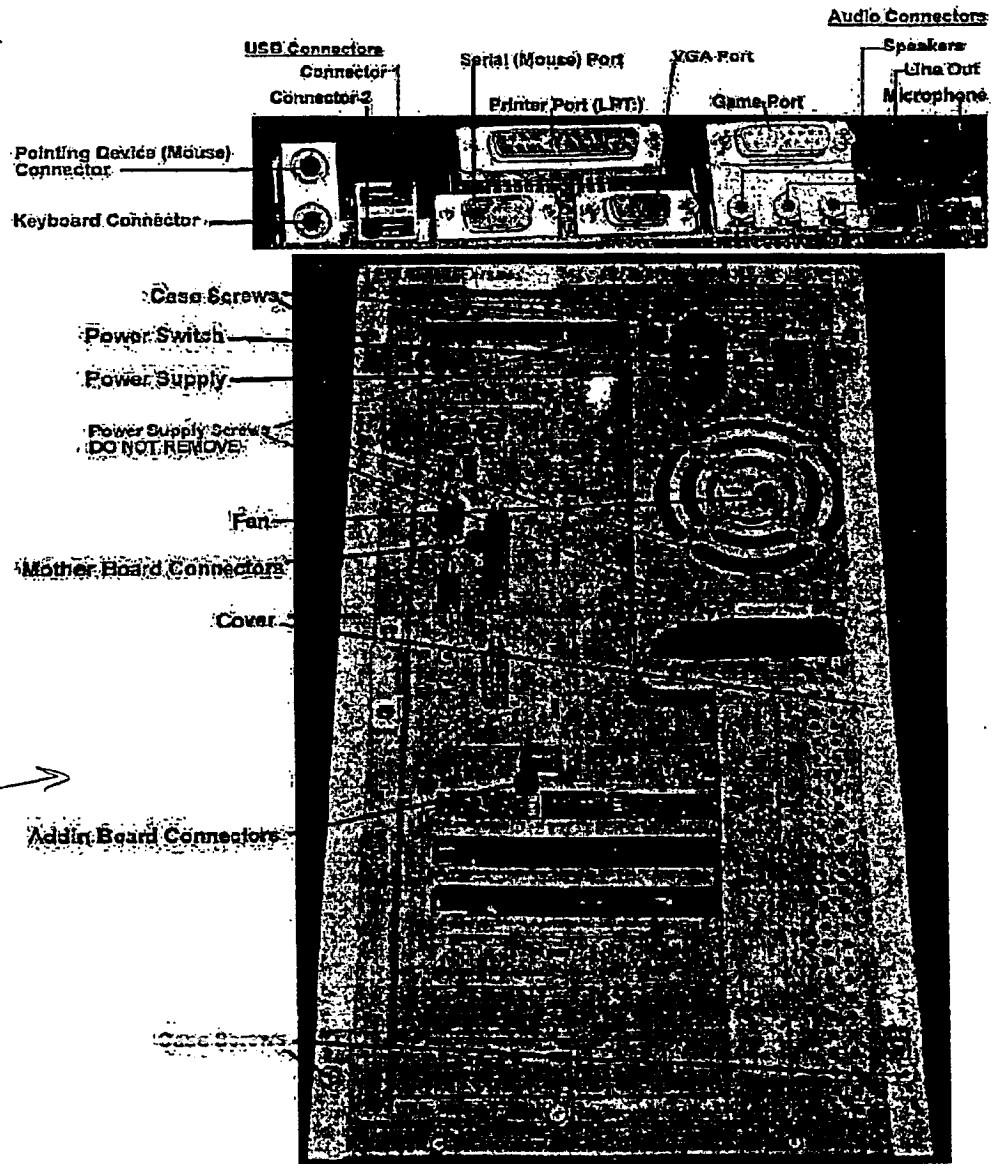 Audio Connectors
USB Connectors
Speakers
Connector 1
Serial (Mouse) Port
VGA Port
Line Out
Connector 2
Microphone
Printer Port (LPT:)
Game Port
Pointing Device (Mouse)
Connector
Keyboard Connector
Case Screws
Power Switch
Power Supply
Power Supply Screws
DO NOT REMOVE
Fan
Mother Board Connectors
Cover
Addin Board Connectors
Case Screws